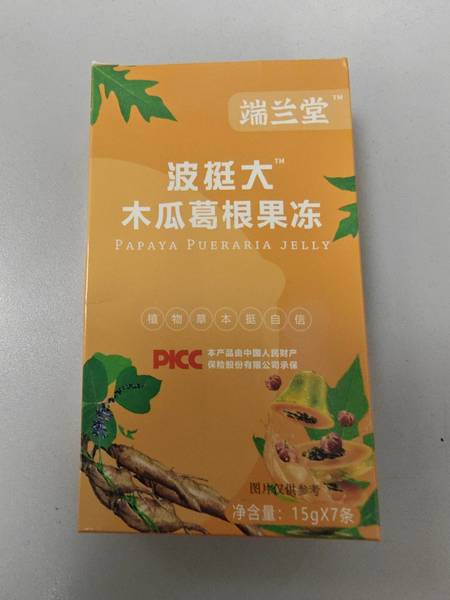 端兰堂™
波挺大™
木瓜葛根果冻
PAPAYA PUERARIA JELLY
植物草本挺自信
PICC 本产品由中国人民财产
保险股份有限公司承保
图片仅供参考
净含量：15gX7条